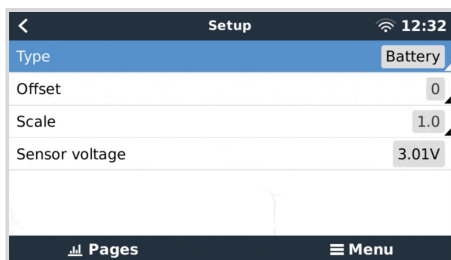 Setup 12:32
Type Battery
Offset 0
Scale 1.0
Sensor voltage 3.01V
Pages Menu